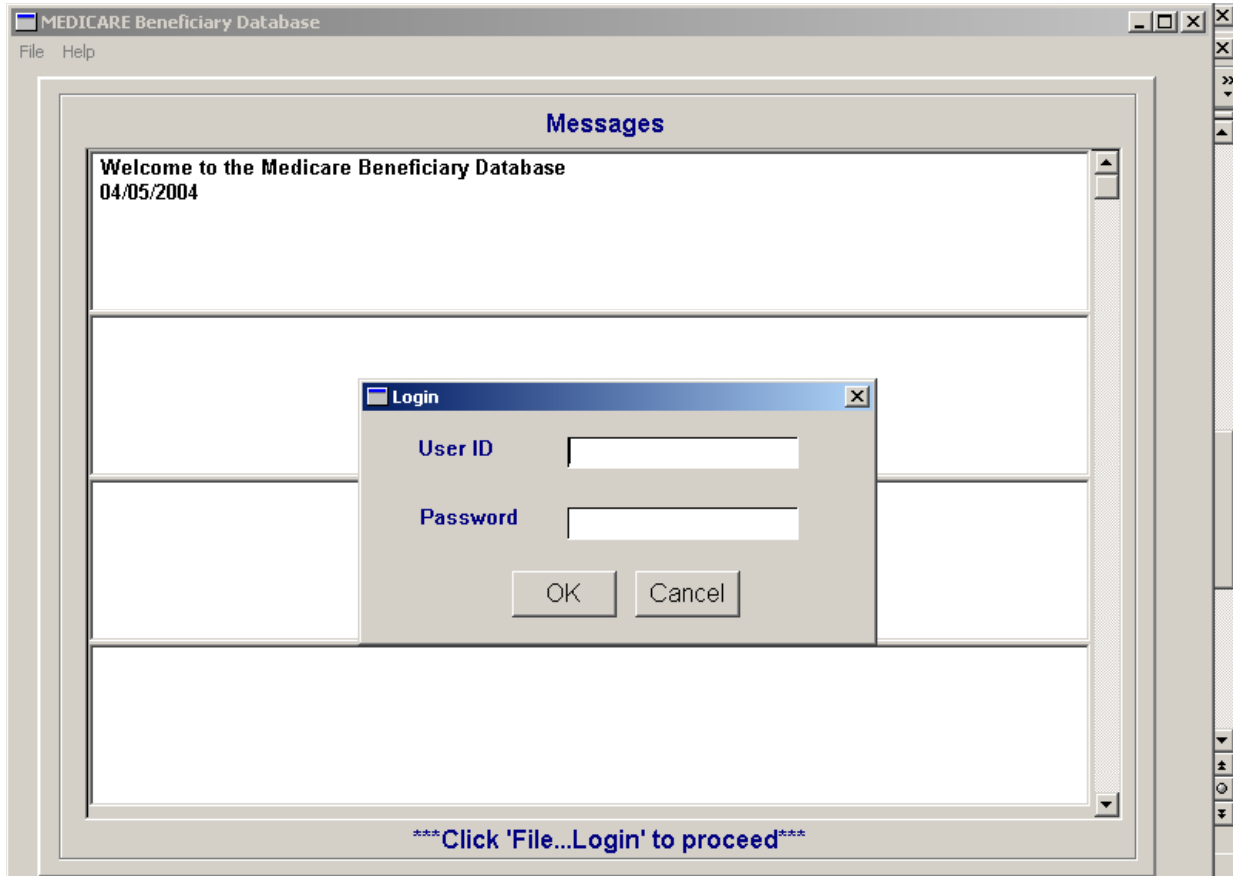 MEDICARE Beneficiary Database
File Help
Messages
Welcome to the Medicare Beneficiary Database
04/05/2004
Login
User ID
Password
OK Cancel
***Click 'File...Login' to proceed***